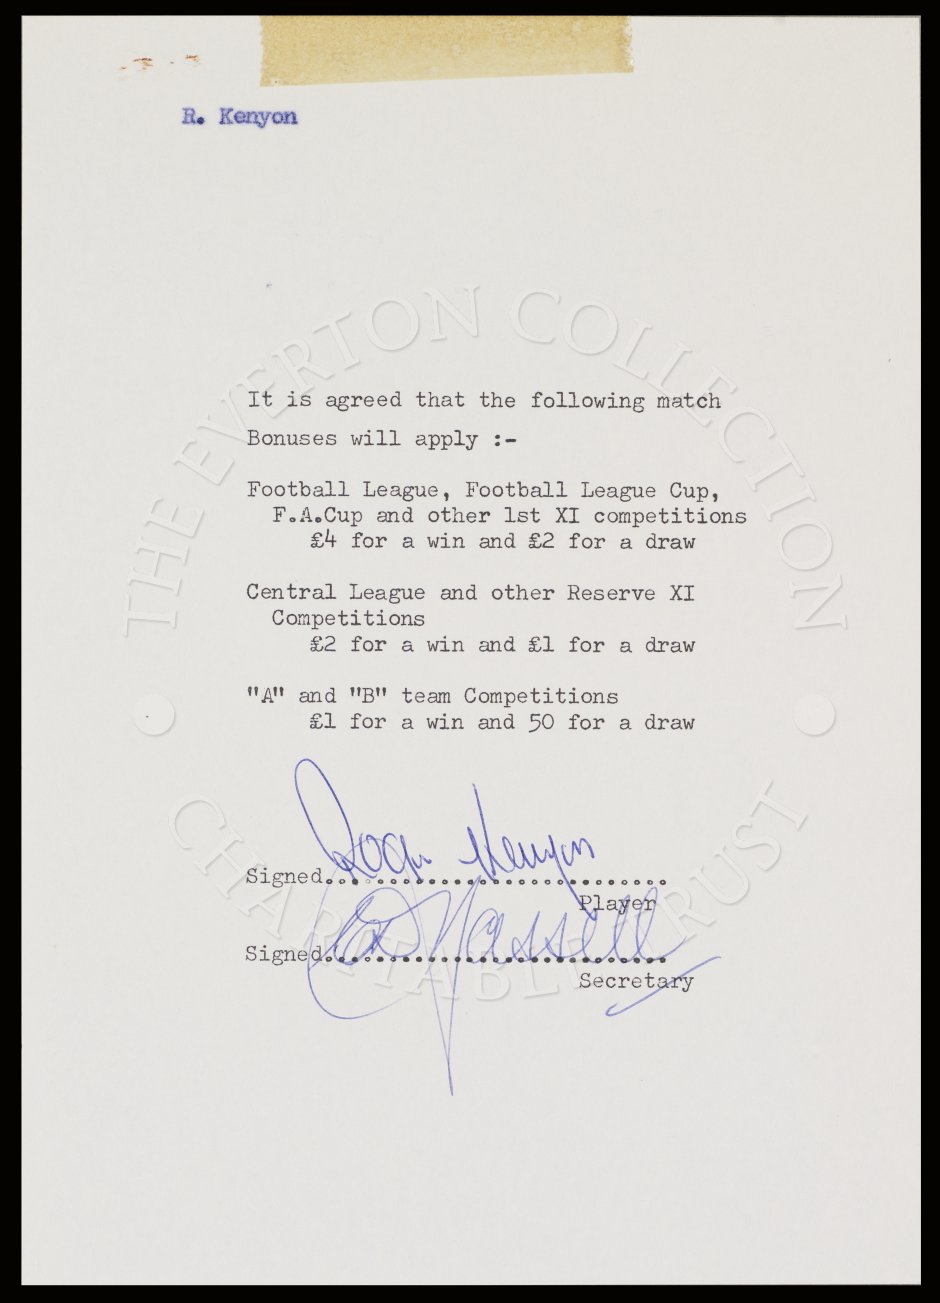 R. Kenyon
THE EVERTON COLLECTION
It is agreed that the following match
Bonuses will apply :-
Football League, Football League Cup,
F.A.Cup and other 1st XI competitions
£4 for a win and £2 for a draw
Central League and other Reserve XI
Competitions
£2 for a win and £1 for a draw
"A" and "B" team Competitions
£1 for a win and 50 for a draw
Roger Kenyon
Signed..................................
Player
Signed..................................
Secretary
CHARITABLE TRUST